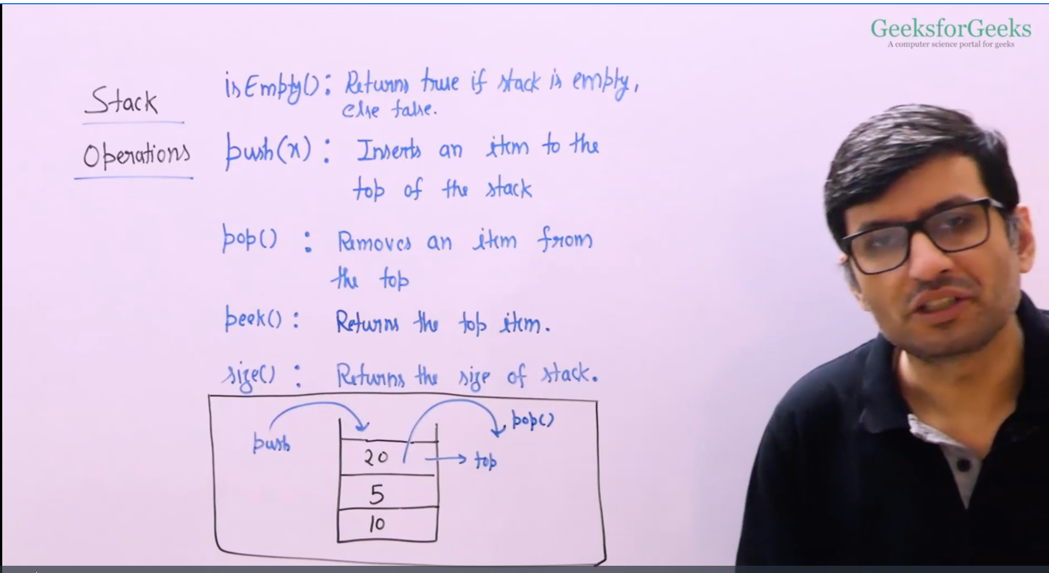 GeeksforGeeks
A computer science portal for geeks
Stack
Operations
isEmpty(): Returns true if stack is empty,
else false.
push(x) : Inserts an item to the
top of the stack
pop() : Removes an item from
the top
peek() : Returns the top item.
size() : Returns the size of stack.
push
pop()
20
top
5
10